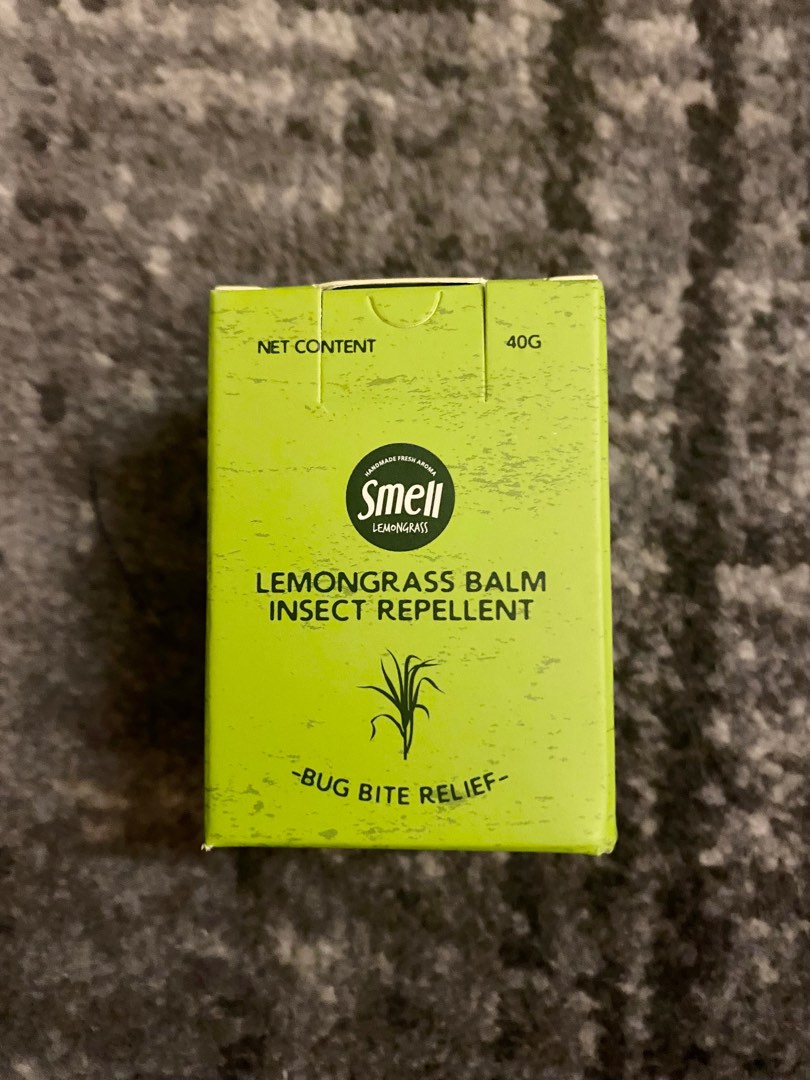 NET CONTENT 40G
HANDMADE FRESH AROMA
Smell
LEMONGRASS
LEMONGRASS BALM
INSECT REPELLENT
-BUG BITE RELIEF-